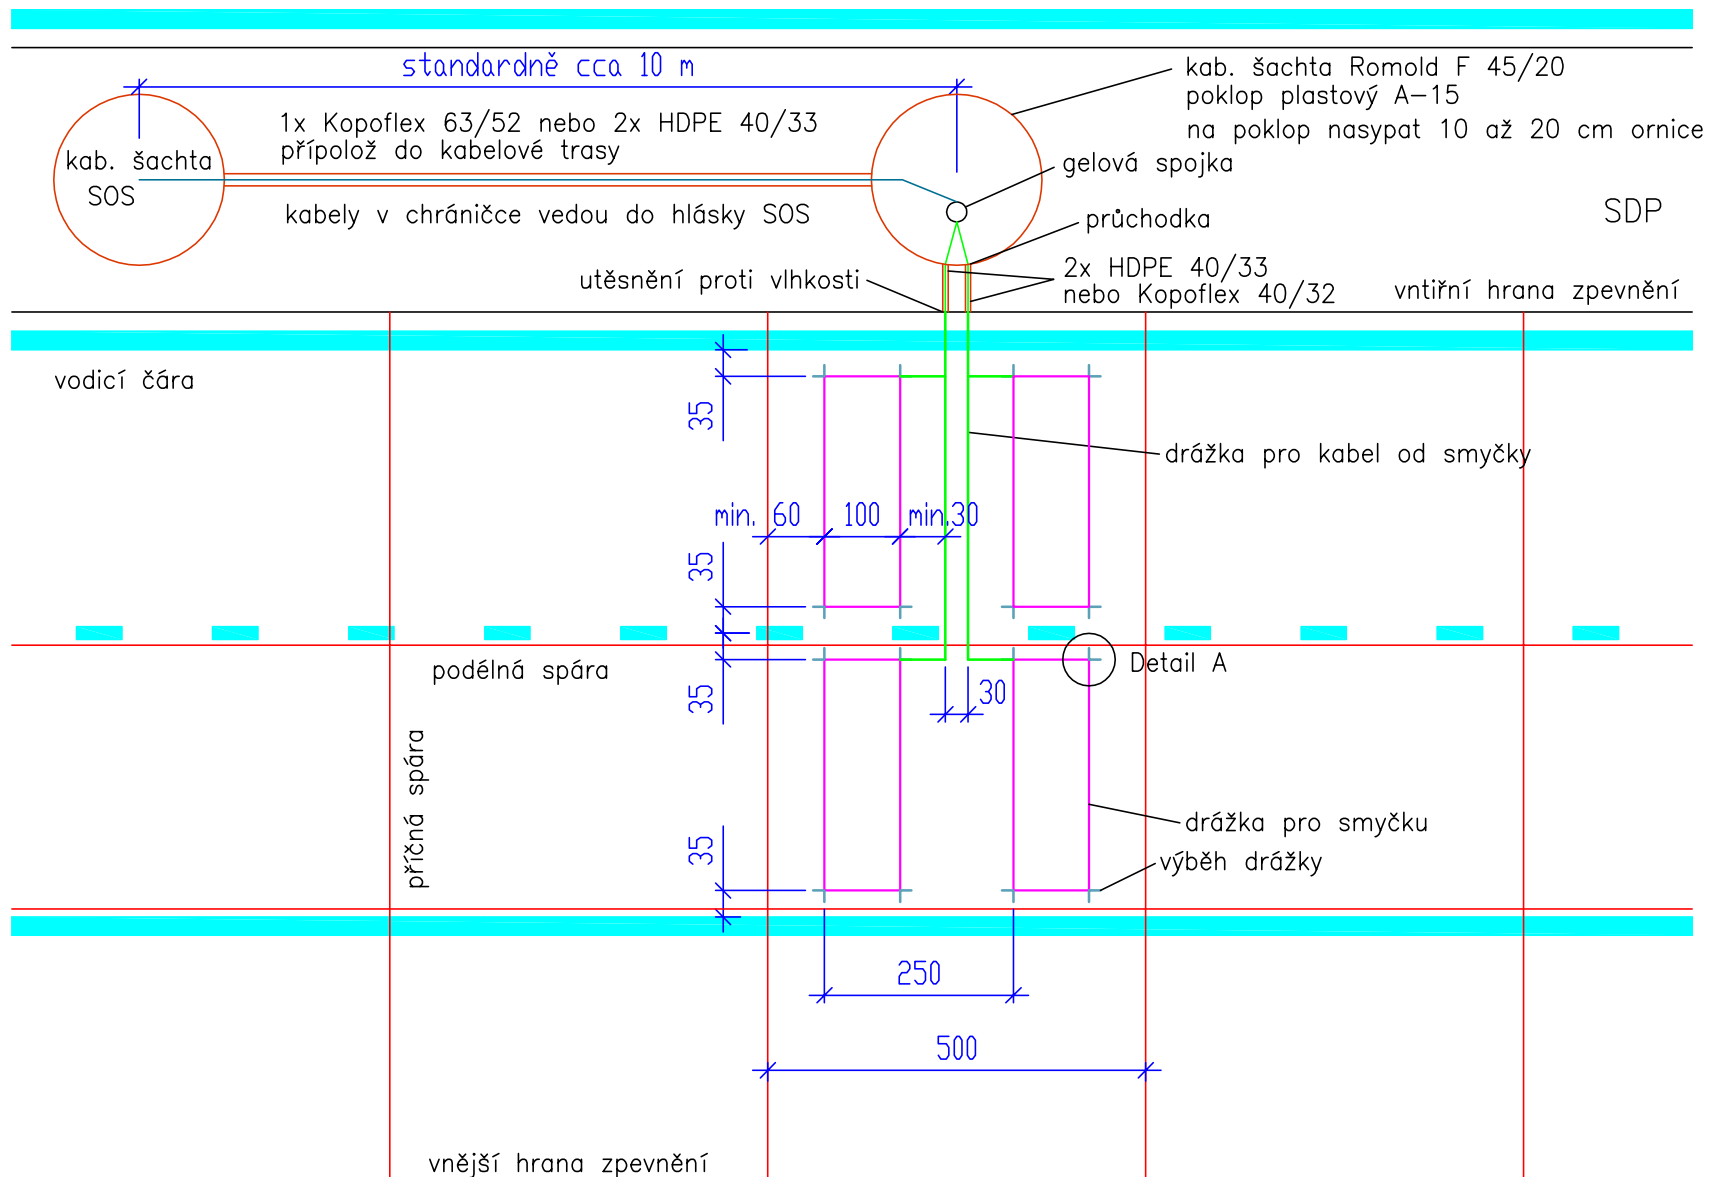 standardně cca 10 m
kab. šachta Romold F 45/20
poklop plastový A-15
na poklop nasypat 10 až 20 cm ornice
1x Kopoflex 63/52 nebo 2x HDPE 40/33
přípolož do kabelové trasy
kab. šachta
SOS
gelová spojka
kabely v chráničce vedou do hlásky SOS
průchodka
SDP
utěsnění proti vlhkosti
2x HDPE 40/33
nebo Kopoflex 40/32
vntiřní hrana zpevnění
vodicí čára
35
drážka pro kabel od smyčky
min. 60
100
min.30
35
podélná spára
Detail A
35
30
příčná spára
drážka pro smyčku
35
výběh drážky
250
500
vnější hrana zpevnění